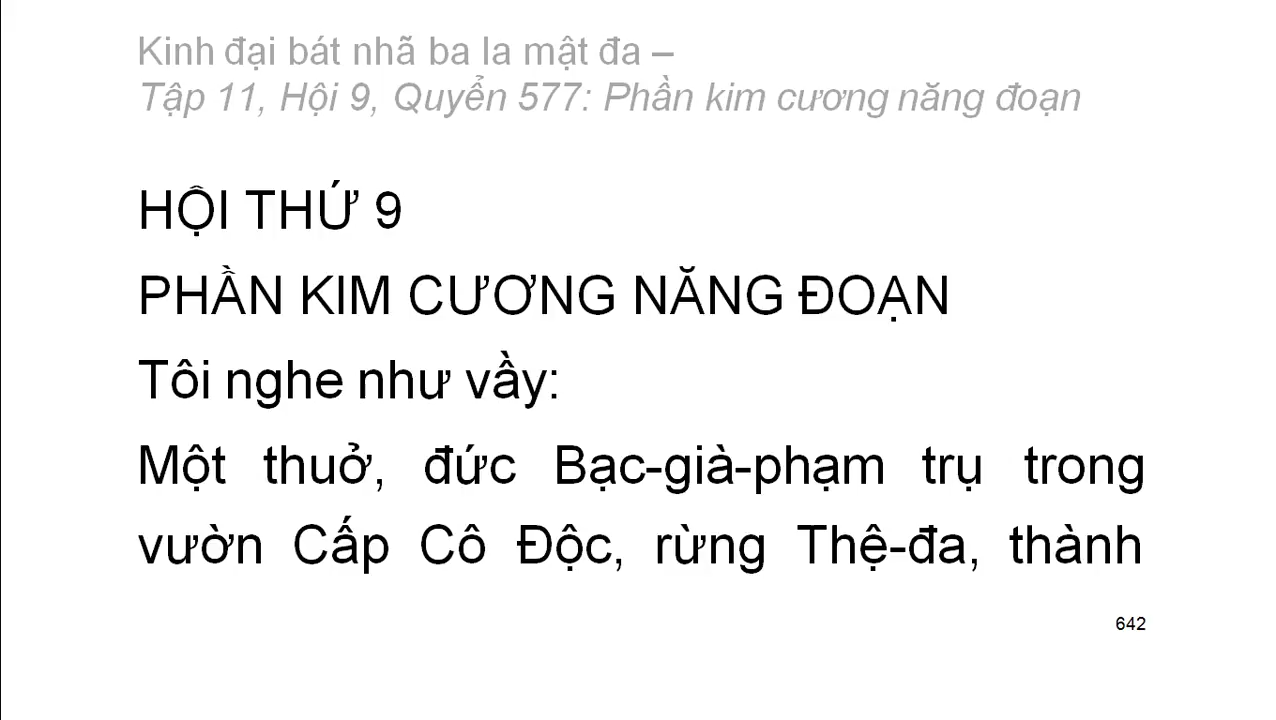 Kinh đại bát nhã ba la mật đa –
Tập 11, Hội 9, Quyển 577: Phần kim cương năng đoạn
HỘI THỨ 9
PHẦN KIM CƯƠNG NĂNG ĐOẠN
Tôi nghe như vầy:
Một thuở, đức Bạc-già-phạm trụ trong
vườn Cấp Cô Độc, rừng Thệ-đa, thành
642